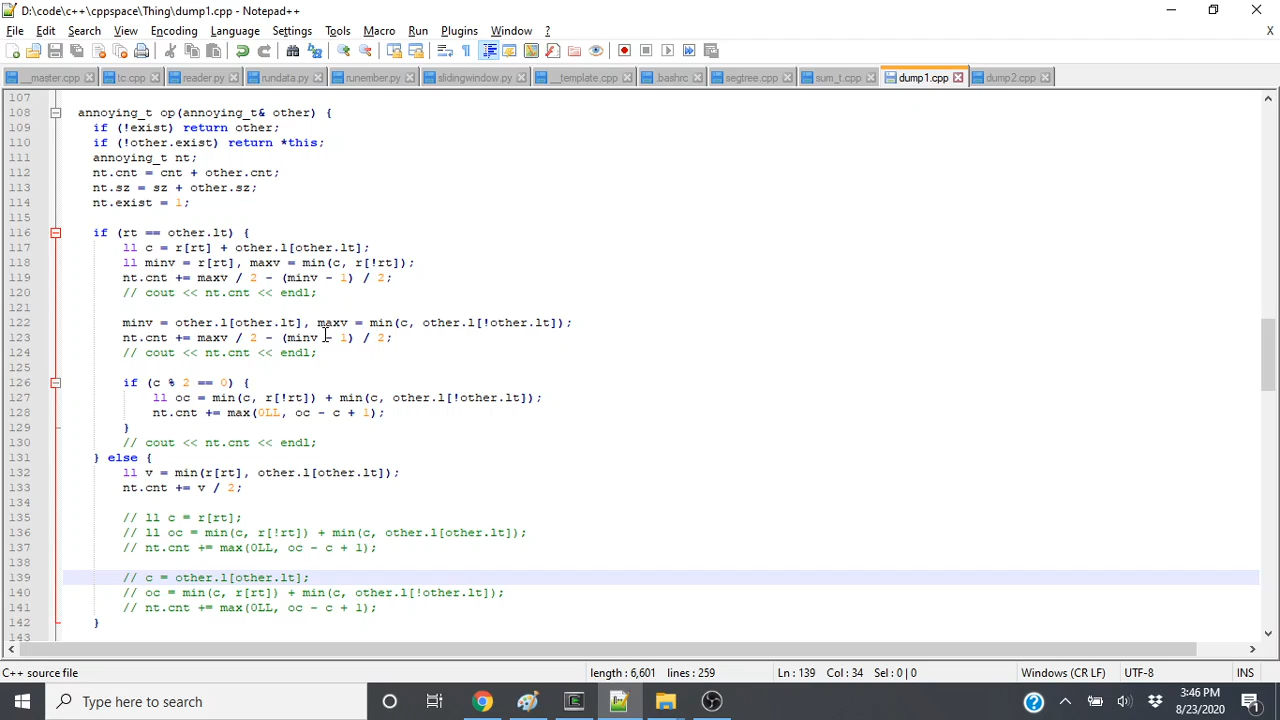 D:\code\c++\cppspace\Thing\dump1.cpp - Notepad++
File Edit Search View Encoding Language Settings Tools Macro Run Plugins Window ? X
__master.cpp tc.cpp reader.py nntdata.py runember.py slidingwindow.py __template.cpp .bashrc segtree.cpp sum_t.cpp dump1.cpp dump2.cpp
107
108 annoying_t op(annoying_t& other) {
109 if (!exist) return other;
110 if (!other.exist) return *this;
111 annoying_t nt;
112 nt.cnt = cnt + other.cnt;
113 nt.sz = sz + other.sz;
114 nt.exist = 1;
115
116 if (rt == other.lt) {
117 ll c = r[rt] + other.l[other.lt];
118 ll minv = r[rt], maxv = min(c, r[!rt]);
119 nt.cnt += maxv / 2 - (minv - 1) / 2;
120 // cout << nt.cnt << endl;
121
122 minv = other.l[other.lt], maxv = min(c, other.l[!other.lt]);
123 nt.cnt += maxv / 2 - (minv - 1) / 2;
124 // cout << nt.cnt << endl;
125
126 if (c % 2 == 0) {
127 ll oc = min(c, r[!rt]) + min(c, other.l[!other.lt]);
128 nt.cnt += max(0LL, oc - c + 1);
129 }
130 // cout << nt.cnt << endl;
131 } else {
132 ll v = min(r[rt], other.l[other.lt]);
133 nt.cnt += v / 2;
134
135 // ll c = r[rt];
136 // ll oc = min(c, r[!rt]) + min(c, other.l[other.lt]);
137 // nt.cnt += max(0LL, oc - c + 1);
138
139 // c = other.l[other.lt];
140 // oc = min(c, r[rt]) + min(c, other.l[!other.lt]);
141 // nt.cnt += max(0LL, oc - c + 1);
142 }
143
C++ source file length : 6,601 lines : 259 Ln : 139 Col : 34 Sel : 0 | 0 Windows (CR LF) UTF-8 INS
Type here to search
3:46 PM
8/23/2020
1